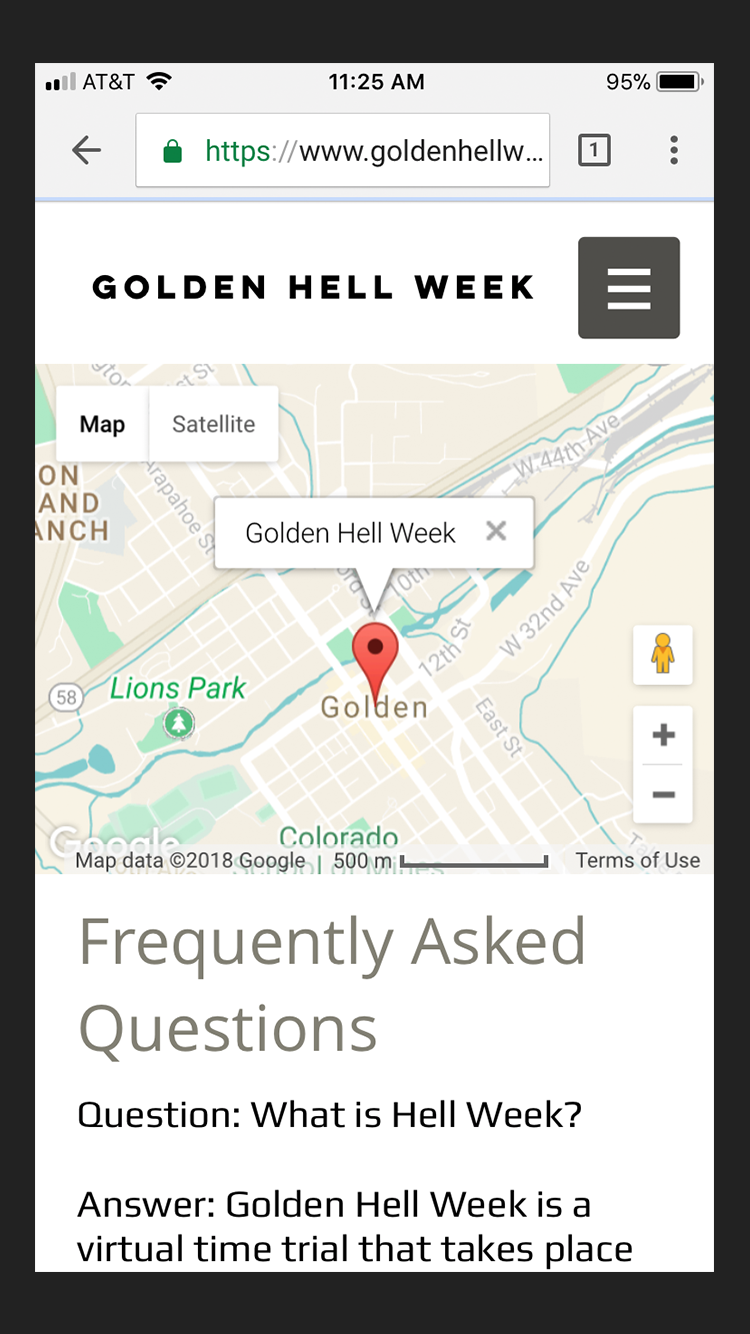 AT&T 11:25 AM 95%
https://www.goldenhellw... 1
GOLDEN HELL WEEK
Map Satellite
W 44th Ave
ON
AND
ANCH
Arapahoe St
Golden Hell Week
10th
W 32nd Ave
12th St
Lions Park
58
Golden
East St
Colorado
School of Mines
Google
Map data ©2018 Google 500 m Terms of Use
Frequently Asked
Questions
Question: What is Hell Week?
Answer: Golden Hell Week is a
virtual time trial that takes place